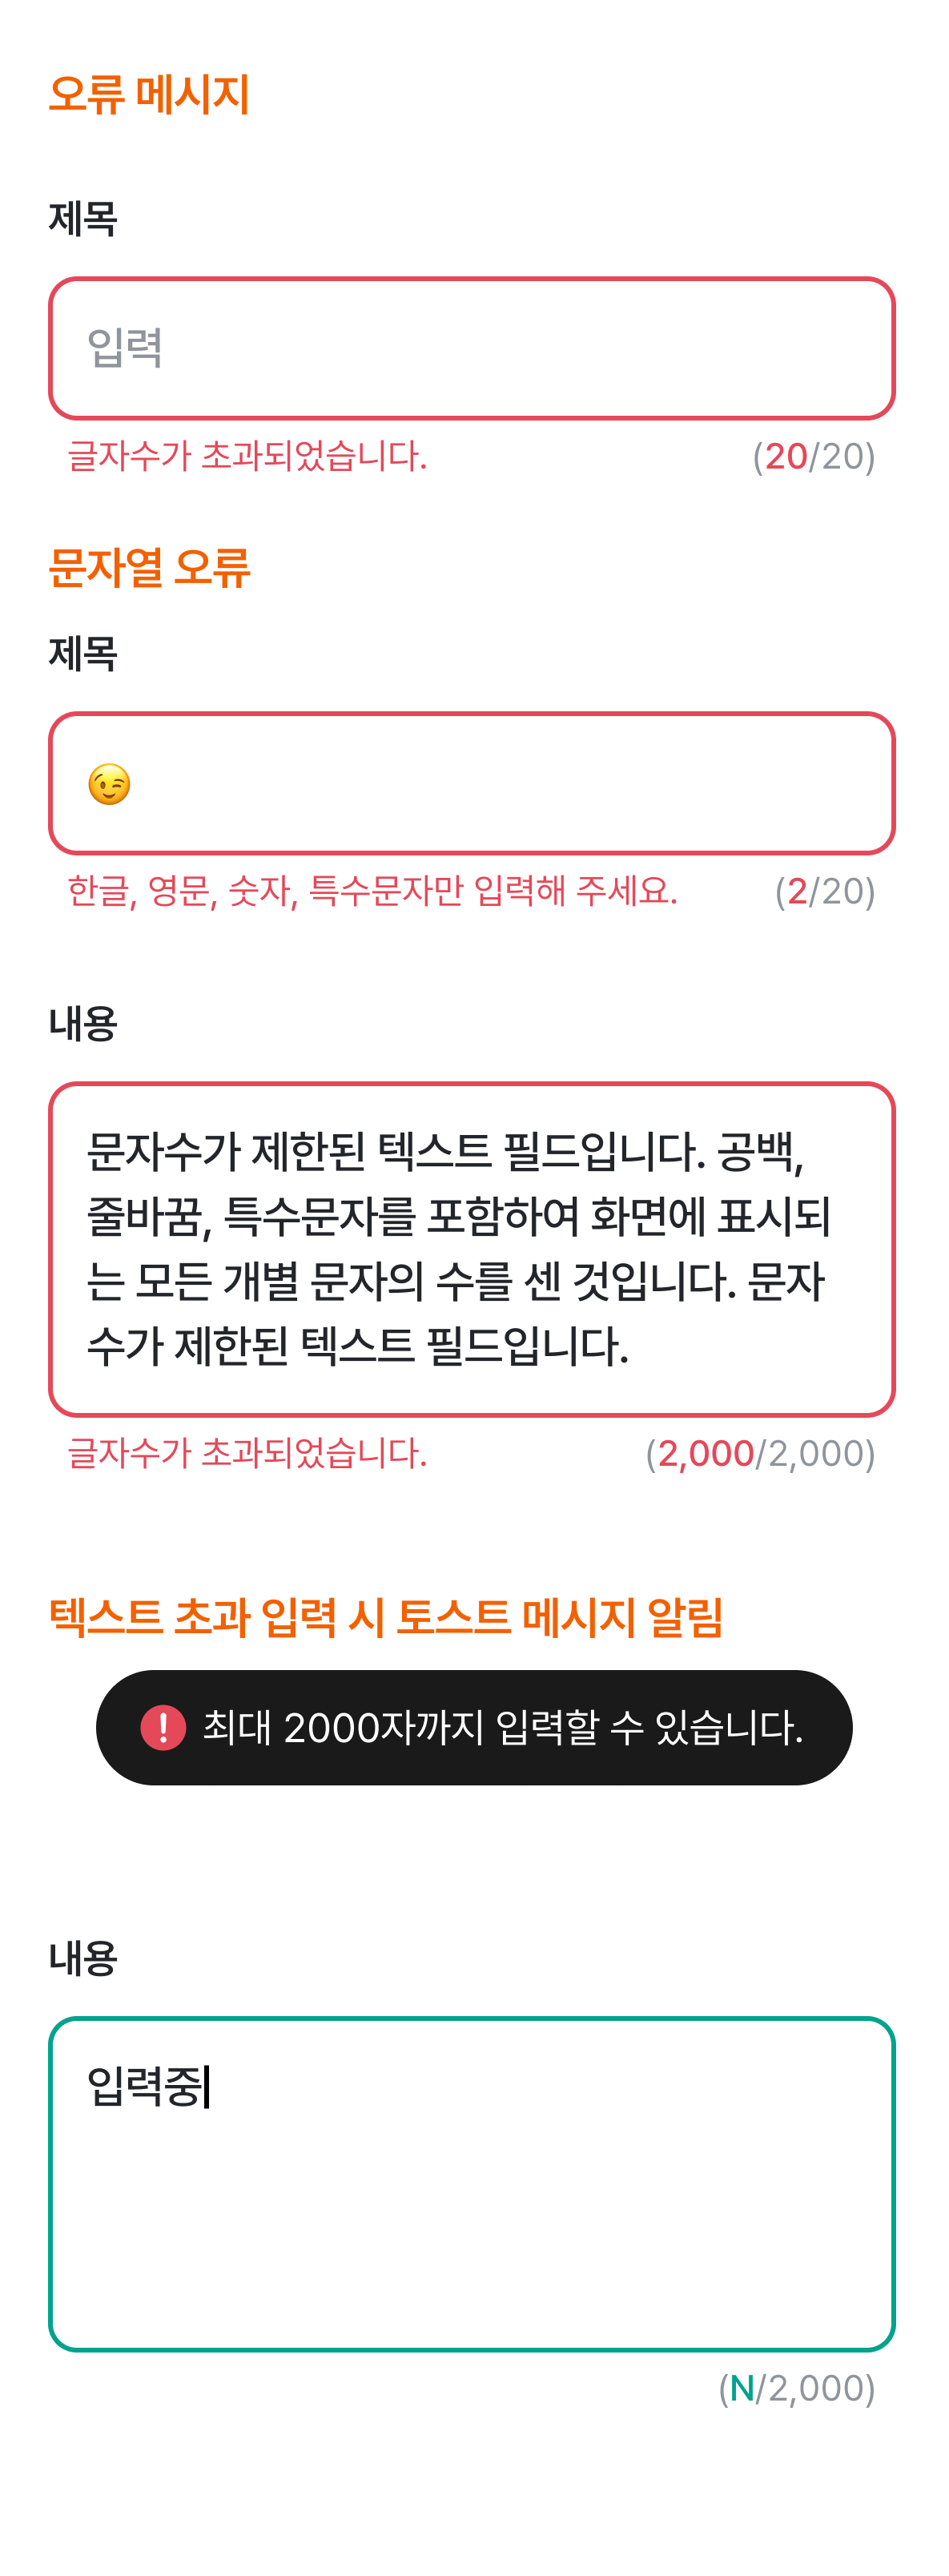 오류 메시지
제목
입력
글자수가 초과되었습니다. (20/20)
문자열 오류
제목
😉
한글, 영문, 숫자, 특수문자만 입력해 주세요. (2/20)
내용
문자수가 제한된 텍스트 필드입니다. 공백,
줄바꿈, 특수문자를 포함하여 화면에 표시되
는 모든 개별 문자의 수를 센 것입니다. 문자
수가 제한된 텍스트 필드입니다.
글자수가 초과되었습니다. (2,000/2,000)
텍스트 초과 입력 시 토스트 메시지 알림
최대 2000자까지 입력할 수 있습니다.
내용
입력중
(N/2,000)